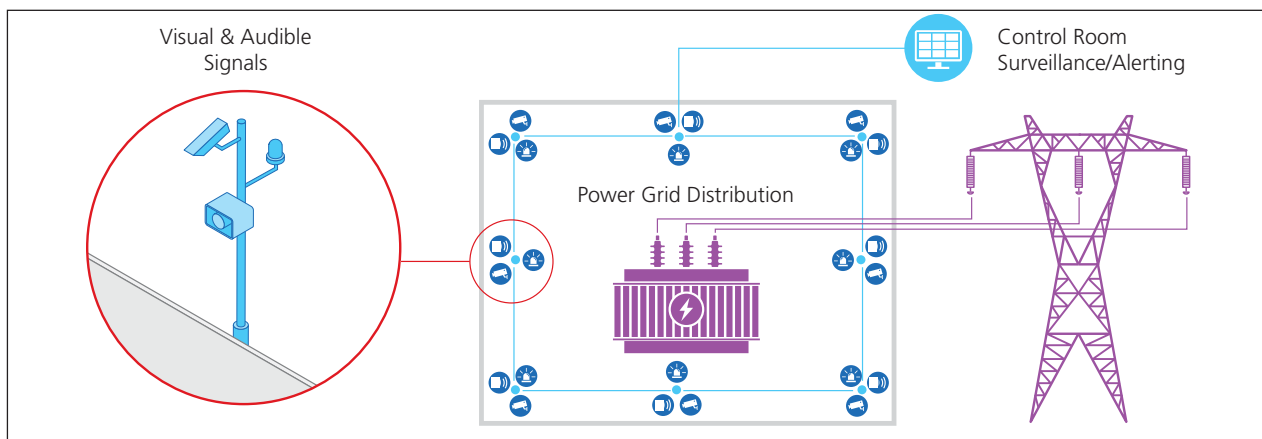 Visual & Audible
Signals
Control Room
Surveillance/Alerting
Power Grid Distribution